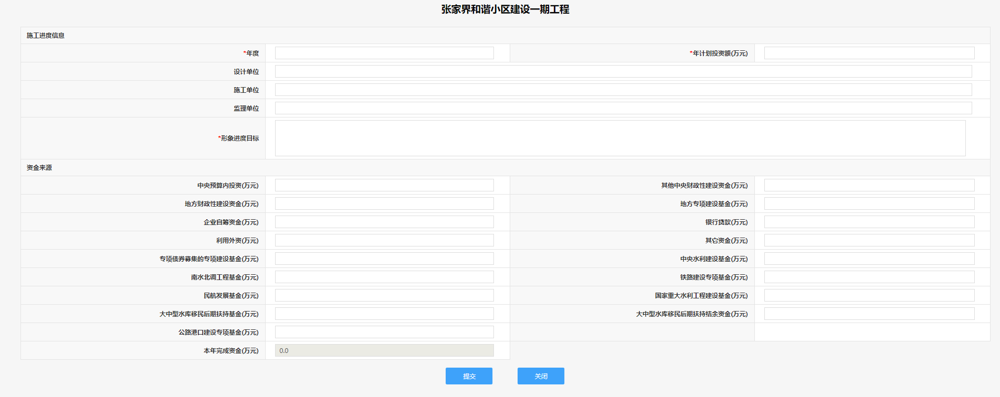 张家界和谐小区建设一期工程
施工进度信息
*年度 *年计划投资额(万元)
设计单位
施工单位
监理单位
*形象进度目标
资金来源
中央预算内投资(万元) 其他中央财政性建设资金(万元)
地方财政性建设资金(万元) 地方专项建设基金(万元)
企业自筹资金(万元) 银行贷款(万元)
利用外资(万元) 其它资金(万元)
专项债券募集的专项建设基金(万元) 中央水利建设基金(万元)
南水北调工程基金(万元) 铁路建设专项基金(万元)
民航发展基金(万元) 国家重大水利工程建设基金(万元)
大中型水库移民后期扶持基金(万元) 大中型水库移民后期扶持结余资金(万元)
公路港口建设专项基金(万元)
本年完成资金(万元) 0.0
提交 关闭